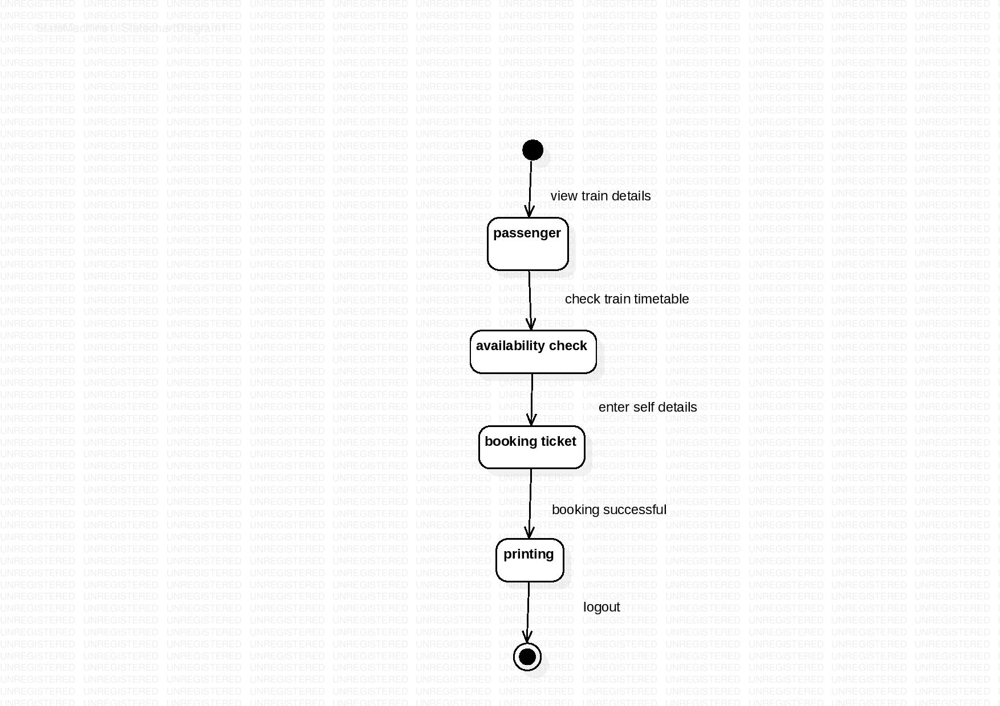 StateMachine1::StatechartDiagram1
view train details
passenger
check train timetable
availability check
enter self details
booking ticket
booking successful
printing
logout